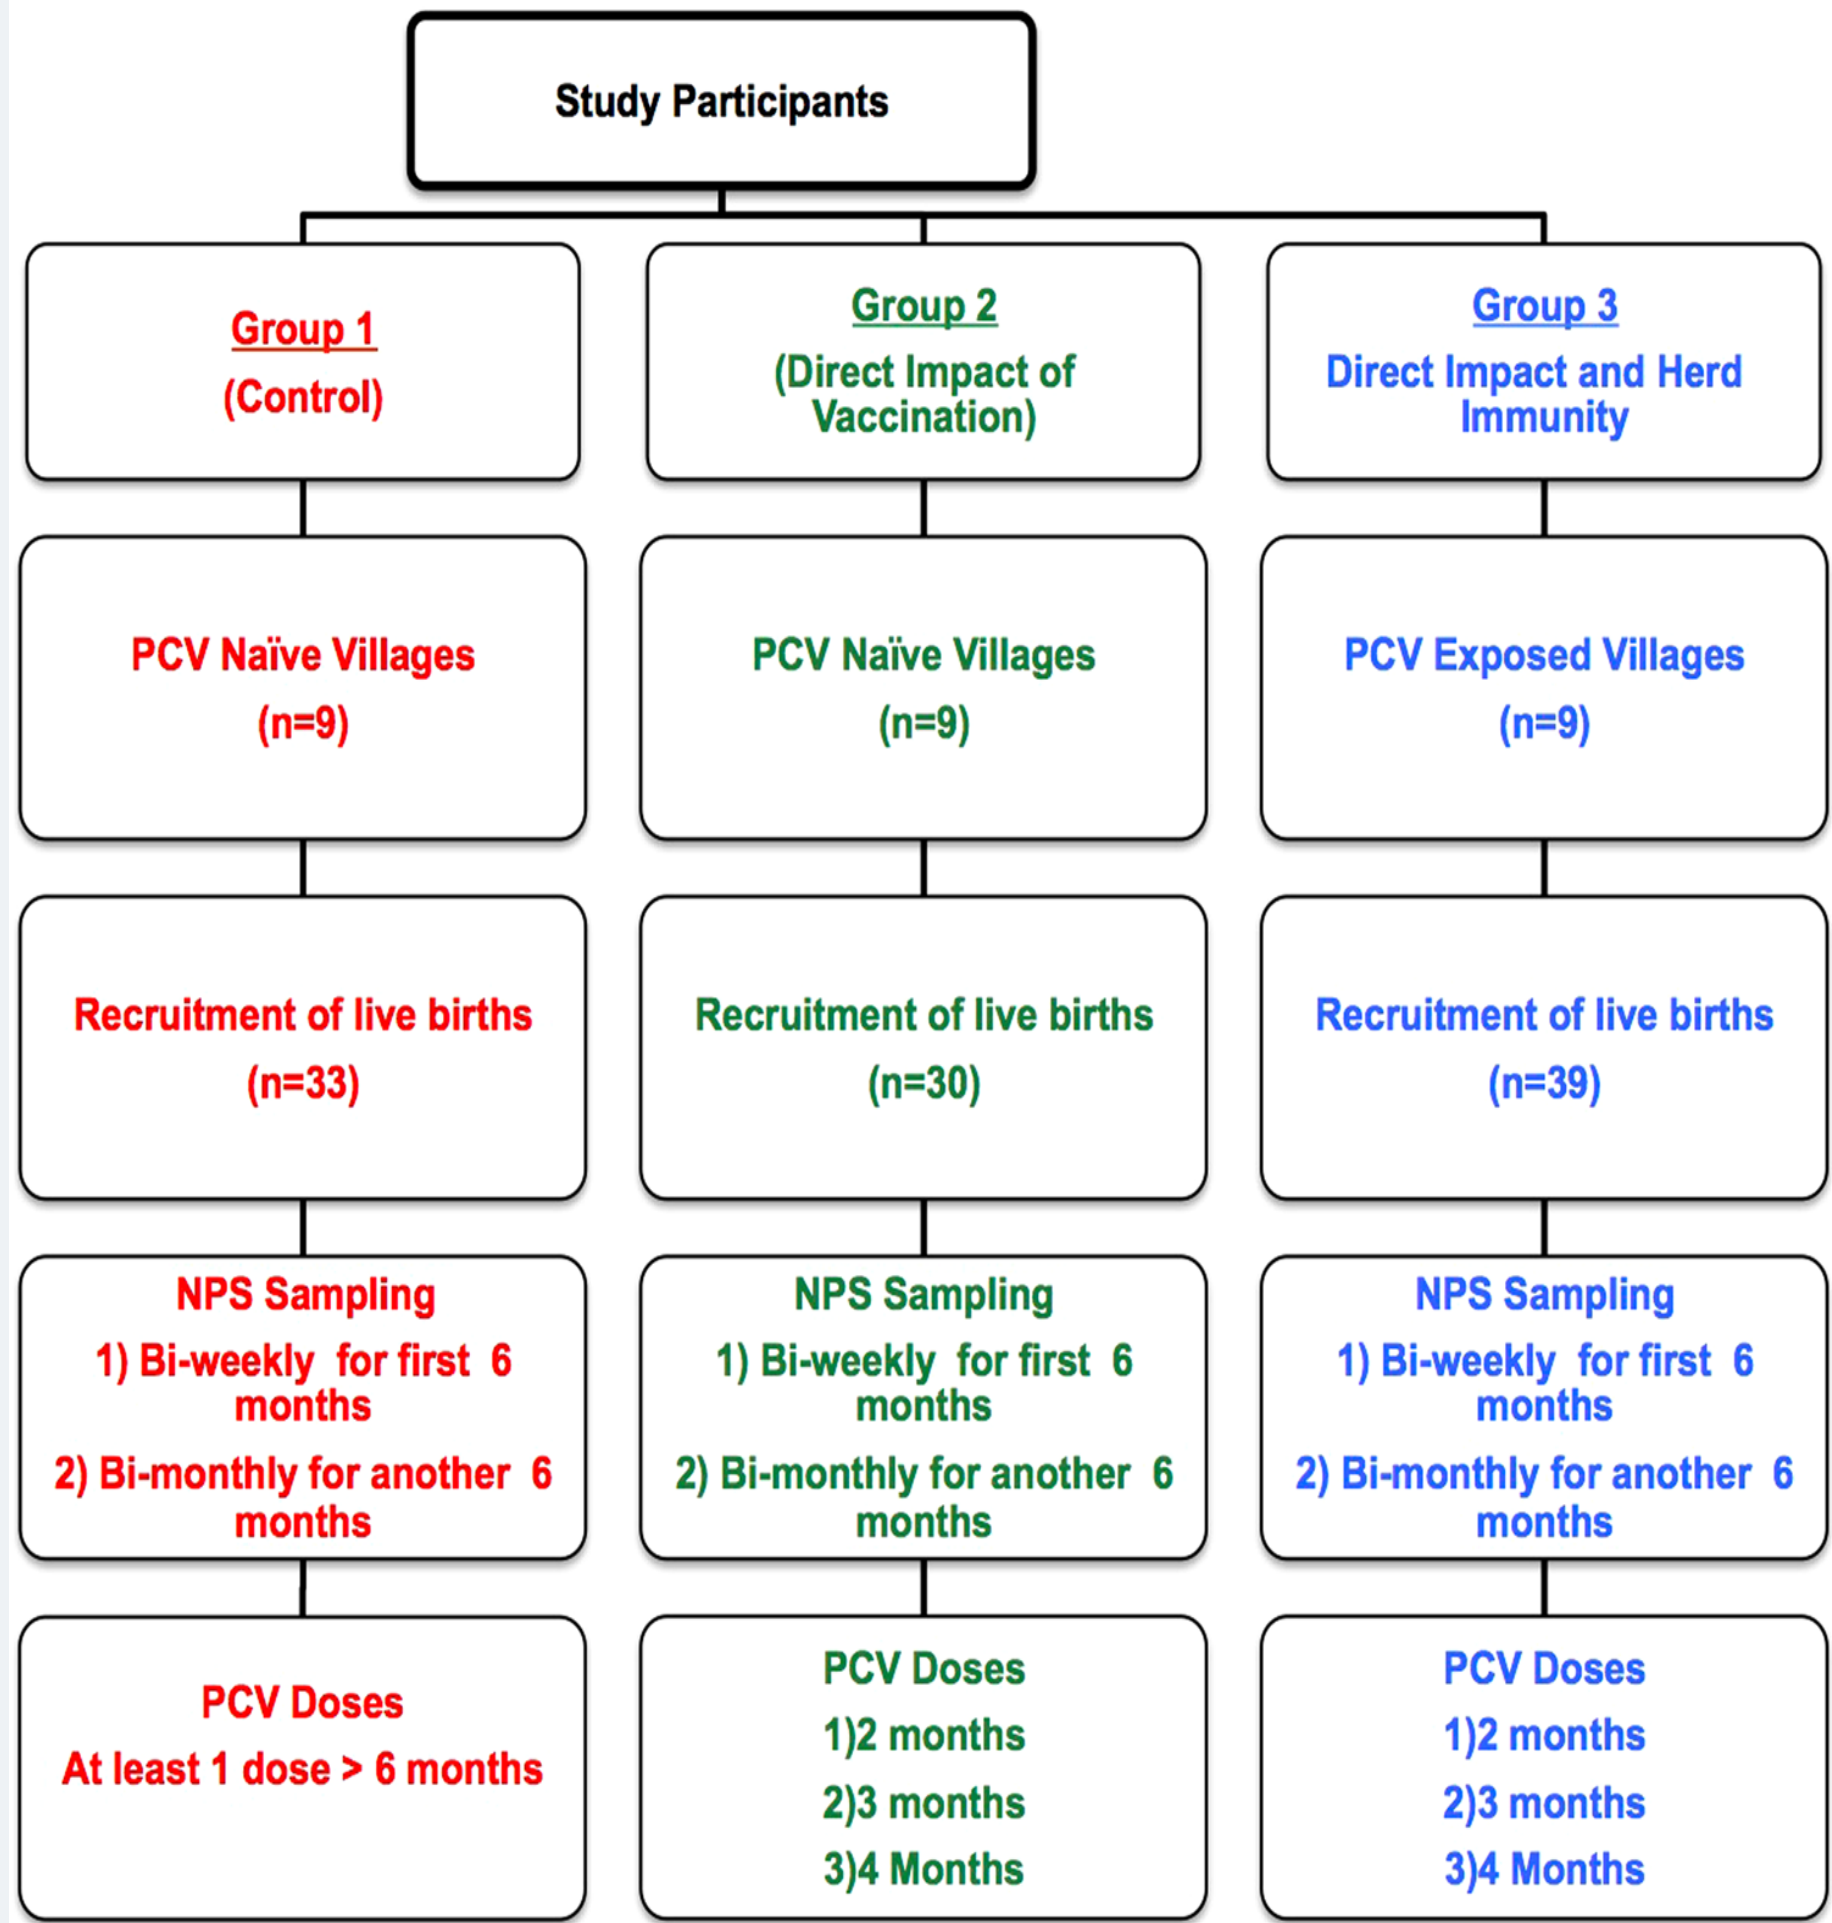 Study Participants
Group 1
(Control)
Group 2
(Direct Impact of
Vaccination)
Group 3
Direct Impact and Herd
Immunity
PCV Naïve Villages
(n=9)
PCV Naïve Villages
(n=9)
PCV Exposed Villages
(n=9)
Recruitment of live births
(n=33)
Recruitment of live births
(n=30)
Recruitment of live births
(n=39)
NPS Sampling
1) Bi-weekly for first 6
months
2) Bi-monthly for another 6
months
NPS Sampling
1) Bi-weekly for first 6
months
2) Bi-monthly for another 6
months
NPS Sampling
1) Bi-weekly for first 6
months
2) Bi-monthly for another 6
months
PCV Doses
At least 1 dose > 6 months
PCV Doses
1)2 months
2)3 months
3)4 Months
PCV Doses
1)2 months
2)3 months
3)4 Months